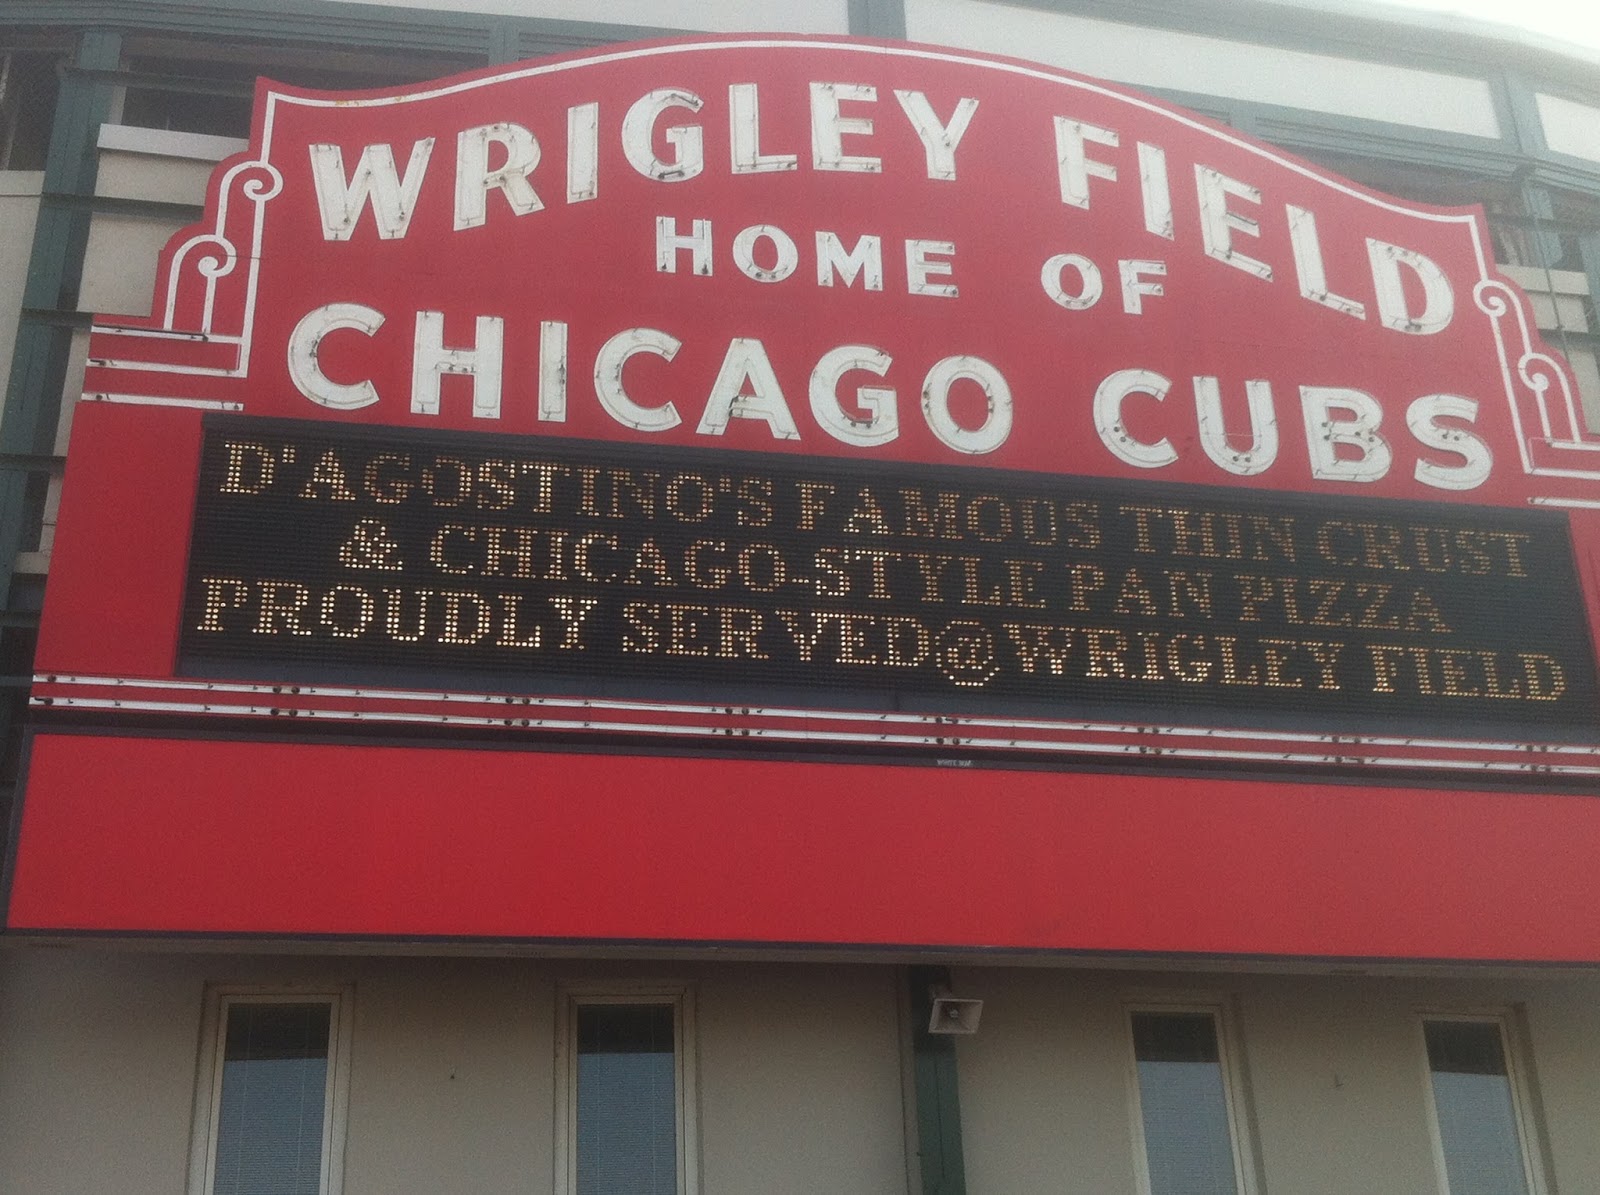 WRIGLEY FIELD
HOME OF
CHICAGO CUBS
D'AGOSTINO'S FAMOUS THIN CRUST
& CHICAGO-STYLE PAN PIZZA
PROUDLY SERVED@WRIGLEY FIELD